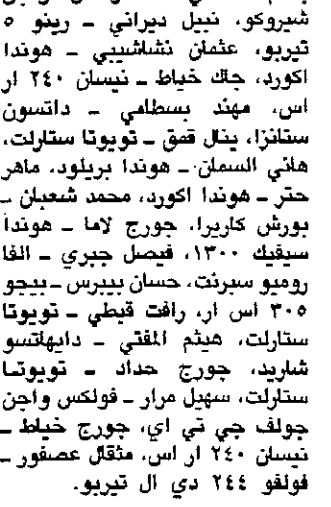 شيروكو، نبيل ديراني ـ رينو ٥
تيربو، عثمان نشاشيبي ـ هوندا
اكورد، جاك خياط ـ نيسان ٢٤٠ ار
اس، مهند بسطامي ـ داتسون
ستانزا، ينال قمق ـ تويوتا ستارلت،
هاني السمان ـ هوندا بريلود، ماهر
حتر ـ هوندا اكورد، محمد شعبان ـ
بورش كاريرا، جورج لاما ـ هوندا
سيفيك ١٣٠٠، فيصل جبري ـ الفا
روميو سبرنت، حسان بيبرس ـ بيجو
٣٠٥ اس ار، رافت قبطي ـ تويوتا
ستارلت، هيثم المفتي ـ دايهاتسو
شاريد، جورج حداد ـ تويوتا
ستارلت، سهيل مرار ـ فولكس واجن
جولف جي تي اي، جورج خياط ـ
نيسان ٢٤٠ ار اس، مثقال عصفور ـ
فولفو ٢٤٤ دي ال تيربو.